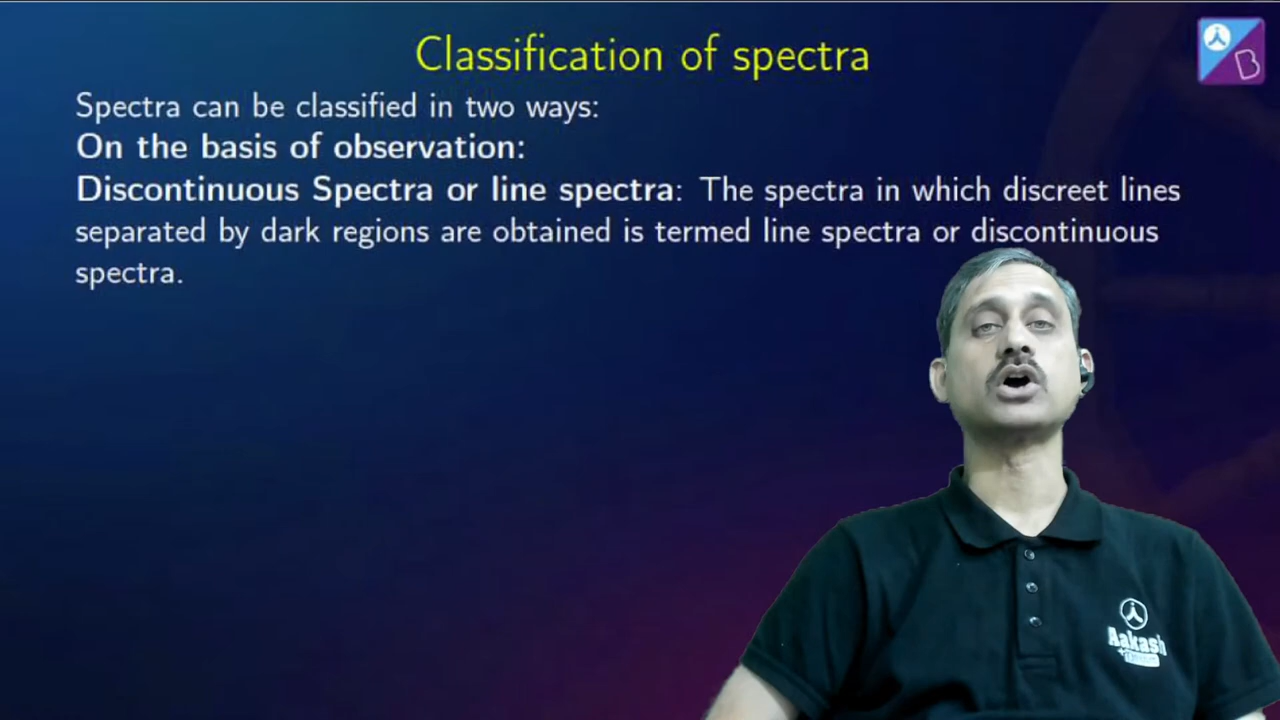 Classification of spectra
Spectra can be classified in two ways:
On the basis of observation:
Discontinuous Spectra or line spectra: The spectra in which discreet lines
separated by dark regions are obtained is termed line spectra or discontinuous
spectra.
B
Aakash